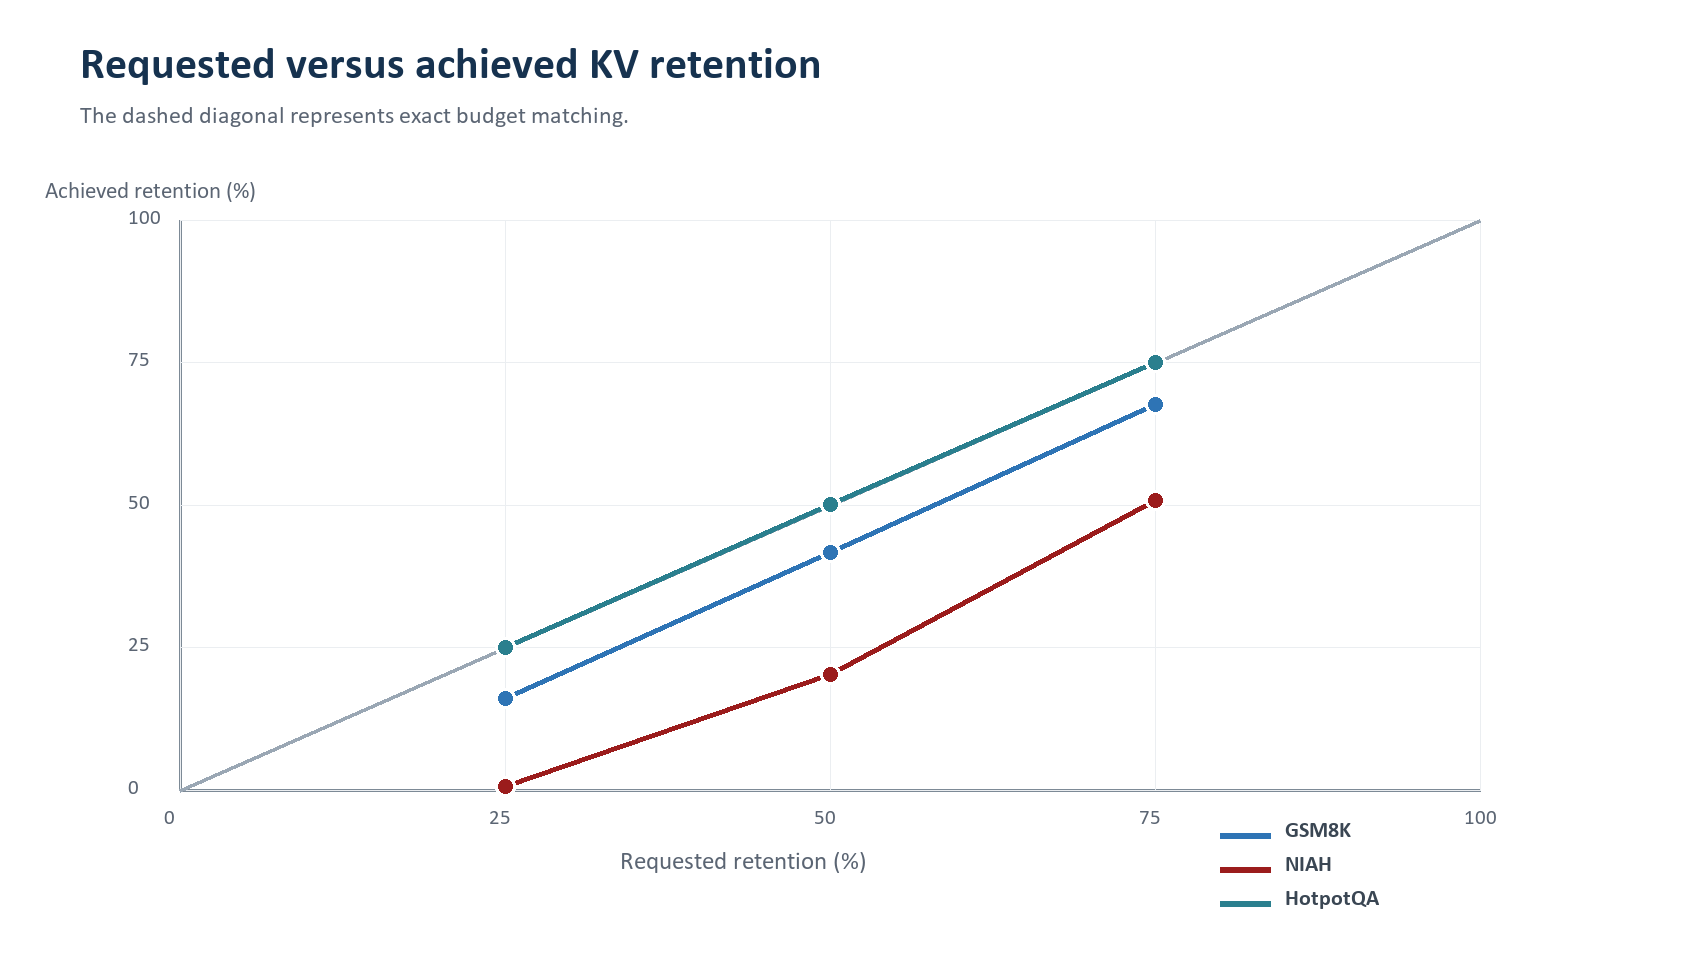 Requested versus achieved KV retention
The dashed diagonal represents exact budget matching.
Achieved retention (%)
100
75
50
25
0
0 25 50 75 100
Requested retention (%)
GSM8K
NIAH
HotpotQA